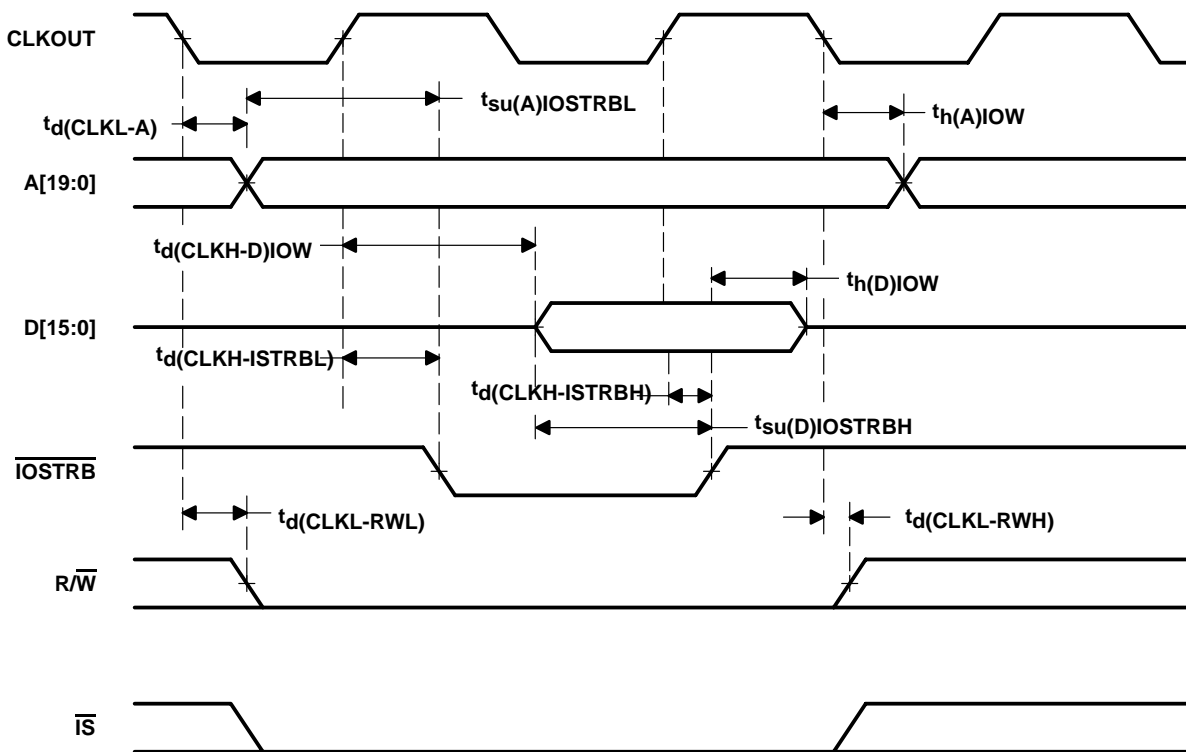 CLKOUT
tsu(A)IOSTRBL
td(CLKL-A)
th(A)IOW
A[19:0]
td(CLKH-D)IOW
th(D)IOW
D[15:0]
td(CLKH-ISTRBL)
td(CLKH-ISTRBH)
tsu(D)IOSTRBH
IOSTRB
td(CLKL-RWL)
td(CLKL-RWH)
R/W
IS